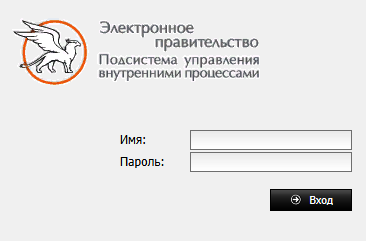 Электронное
правительство
Подсистема управления
внутренними процессами
Имя:
Пароль:
Вход